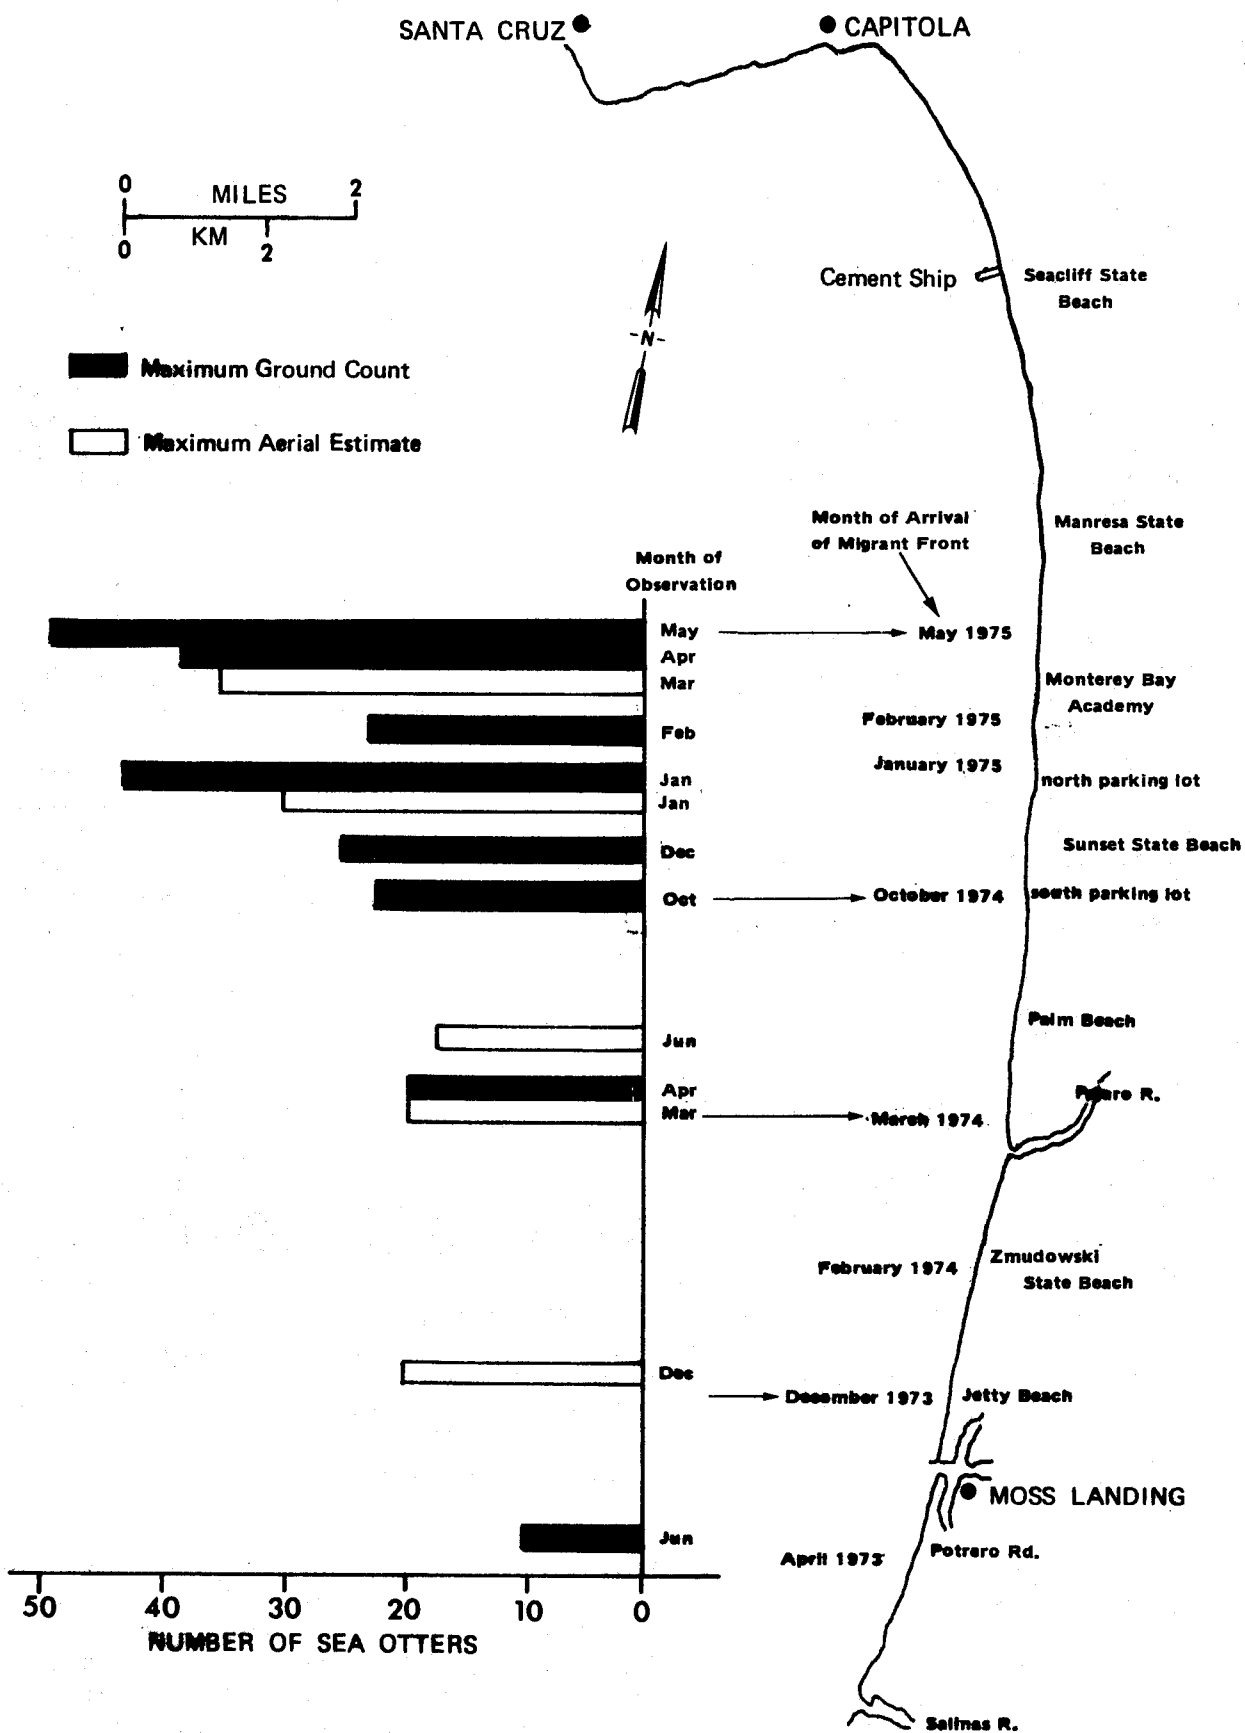 SANTA CRUZ
CAPITOLA
0 MILES 2
0 KM 2
Cement Ship
Seacliff State
Beach
-N-
Maximum Ground Count
Maximum Aerial Estimate
Month of Arrival
of Migrant Front
Manresa State
Beach
Month of
Observation
May
May 1975
Apr
Mar
Monterey Bay
Academy
February 1975
Feb
January 1975
Jan
north parking lot
Jan
Sunset State Beach
Dec
Oct
October 1974
south parking lot
Palm Beach
Jun
Apr
Pajaro R.
Mar
March 1974
Zmudowski
State Beach
February 1974
Dec
December 1973
Jetty Beach
MOSS LANDING
Jun
April 1973
Potrero Rd.
50 40 30 20 10 0
NUMBER OF SEA OTTERS
Salinas R.